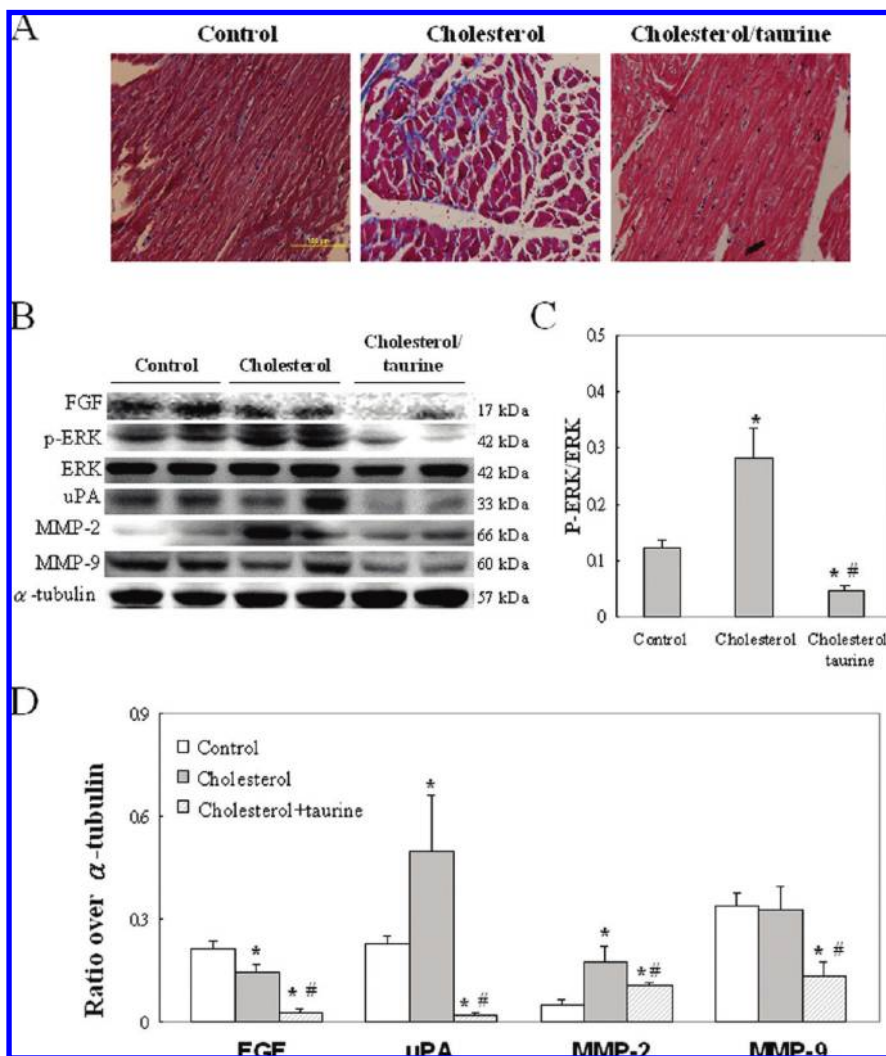 A
Control
Cholesterol
Cholesterol/taurine
B
Control
Cholesterol
Cholesterol/
taurine
FGF
17 kDa
p-ERK
42 kDa
ERK
42 kDa
uPA
33 kDa
MMP-2
66 kDa
MMP-9
60 kDa
α-tubulin
57 kDa
C
P-ERK/ERK
0.5
0.4
0.3
0.2
0.1
0
*
* #
Control
Cholesterol
Cholesterol
taurine
D
Ratio over α-tubulin
0.9
0.6
0.3
0
Control
Cholesterol
Cholesterol+taurine
*
* #
*
* #
*
*#
* #
FGF
uPA
MMP-2
MMP-9